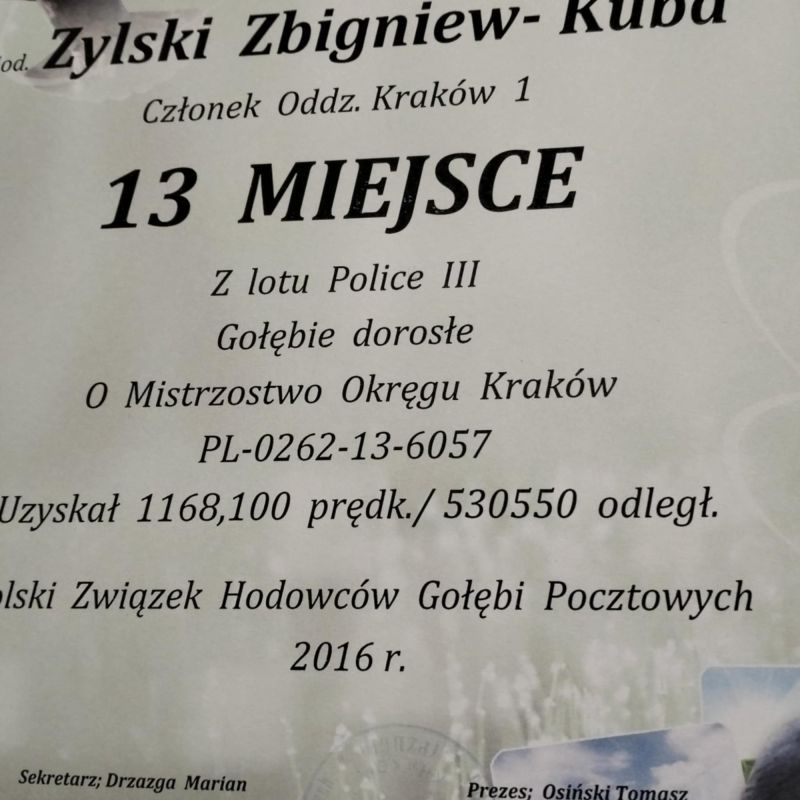 od. Zylski Zbigniew- Kuba
Członek Oddz. Kraków 1
13 MIEJSCE
Z lotu Police III
Gołębie dorosłe
O Mistrzostwo Okręgu Kraków
PL-0262-13-6057
Uzyskał 1168,100 prędk./ 530550 odległ.
olski Związek Hodowców Gołębi Pocztowych
2016 r.
Sekretarz; Drzazga Marian
Prezes; Osiński Tomasz